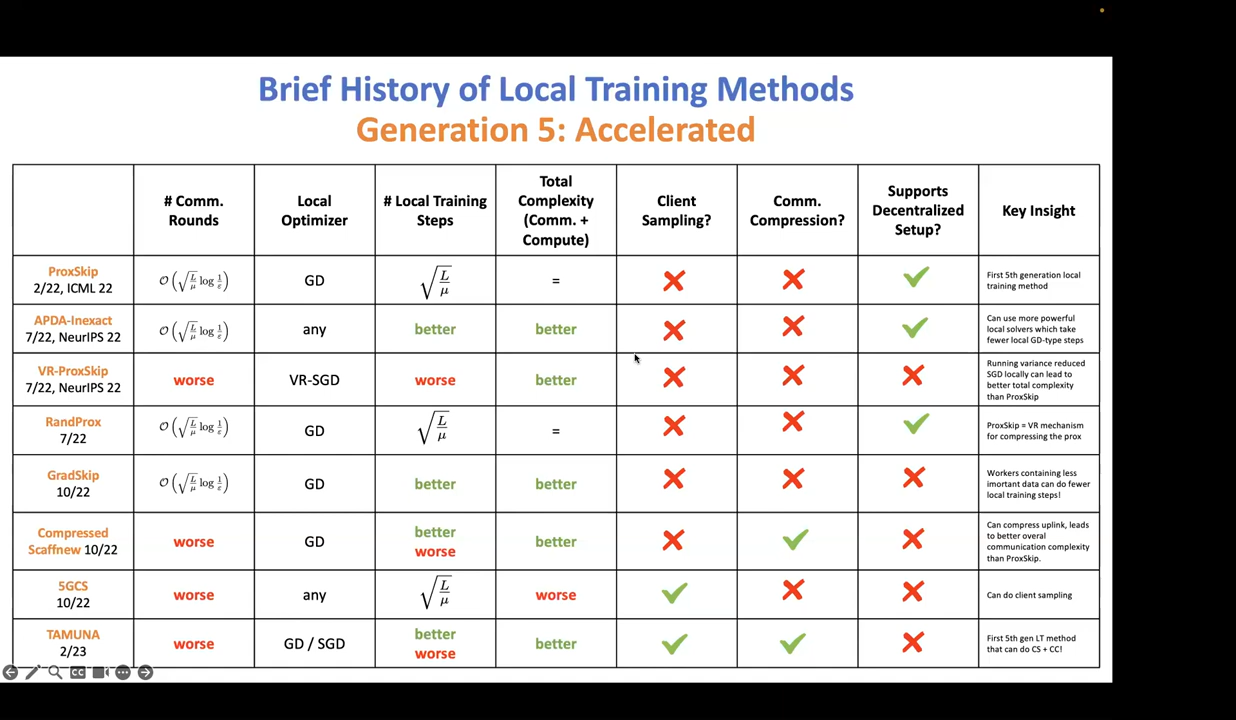 Brief History of Local Training Methods
Generation 5: Accelerated
# Comm.
Rounds
Local
Optimizer
# Local Training
Steps
Total
Complexity
(Comm. +
Compute)
Client
Sampling?
Comm.
Compression?
Supports
Decentralized
Setup?
Key Insight
ProxSkip
2/22, ICML 22
𝒪(√(L/μ) log 1/ε)
GD
√(L/μ)
=
First 5th generation local
training method
APDA-Inexact
7/22, NeurIPS 22
𝒪(√(L/μ) log 1/ε)
any
better
better
Can use more powerful
local solvers which take
fewer local GD-type steps
VR-ProxSkip
7/22, NeurIPS 22
worse
VR-SGD
worse
better
Running variance reduced
SGD locally can lead to
better total complexity
than ProxSkip
RandProx
7/22
𝒪(√(L/μ) log 1/ε)
GD
√(L/μ)
=
ProxSkip = VR mechanism
for compressing the prox
GradSkip
10/22
𝒪(√(L/μ) log 1/ε)
GD
better
better
Workers containing less
imortant data can do fewer
local training steps!
Compressed
Scaffnew 10/22
worse
GD
better
worse
better
Can compress uplink, leads
to better overal
communication complexity
than ProxSkip.
5GCS
10/22
worse
any
√(L/μ)
worse
Can do client sampling
TAMUNA
2/23
worse
GD / SGD
better
worse
better
First 5th gen LT method
that can do CS + CC!
CC